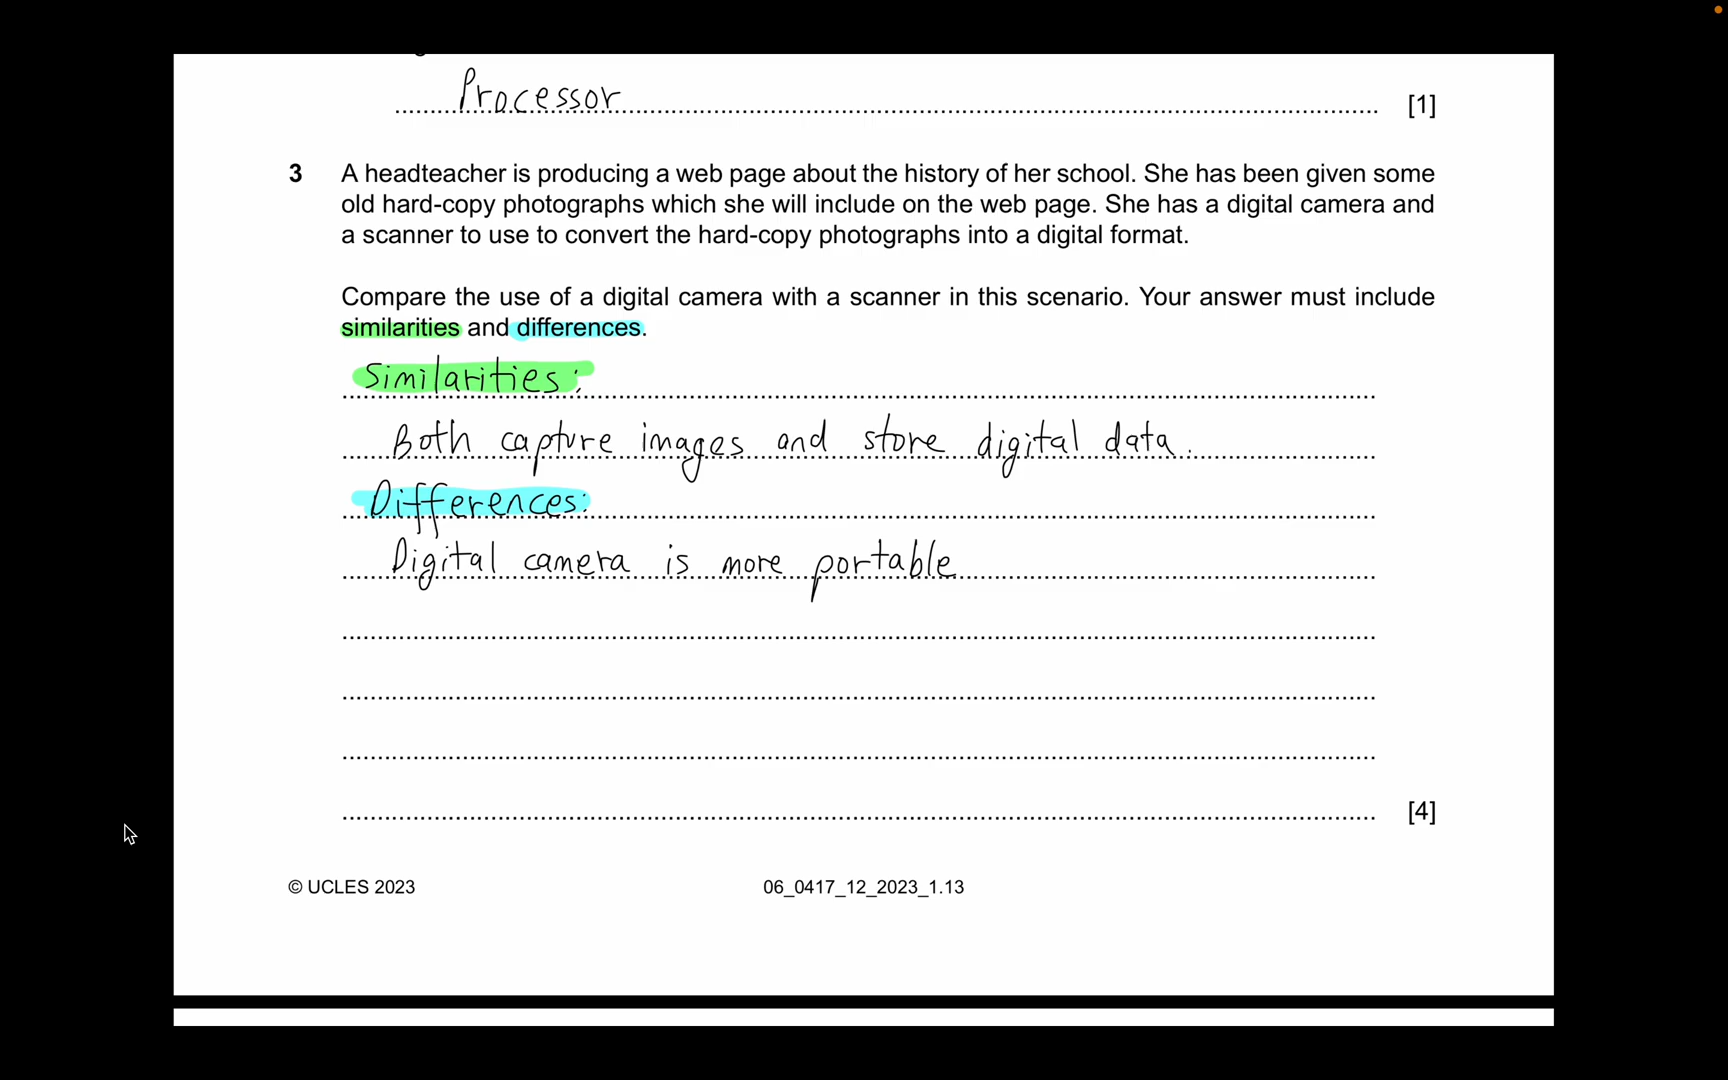 Processor
[1]
3 A headteacher is producing a web page about the history of her school. She has been given some
old hard-copy photographs which she will include on the web page. She has a digital camera and
a scanner to use to convert the hard-copy photographs into a digital format.
Compare the use of a digital camera with a scanner in this scenario. Your answer must include
similarities and differences.
Similarities:
Both capture images and store digital data.
Differences:
Digital camera is more portable
[4]
© UCLES 2023
06_0417_12_2023_1.13